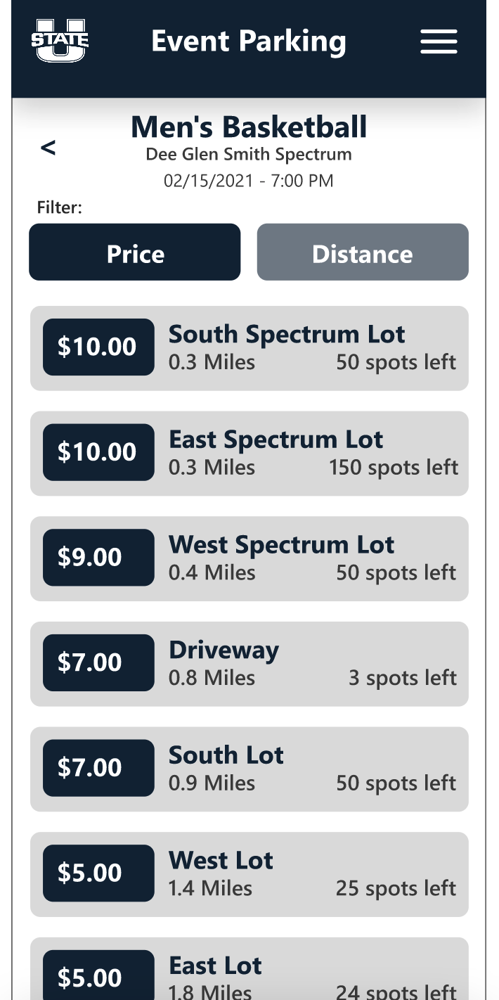 U STATE
Event Parking
Men's Basketball
<
Dee Glen Smith Spectrum
02/15/2021 - 7:00 PM
Filter:
Price
Distance
$10.00
South Spectrum Lot
0.3 Miles
50 spots left
$10.00
East Spectrum Lot
0.3 Miles
150 spots left
$9.00
West Spectrum Lot
0.4 Miles
50 spots left
$7.00
Driveway
0.8 Miles
3 spots left
$7.00
South Lot
0.9 Miles
50 spots left
$5.00
West Lot
1.4 Miles
25 spots left
$5.00
East Lot
1.8 Miles
24 spots left